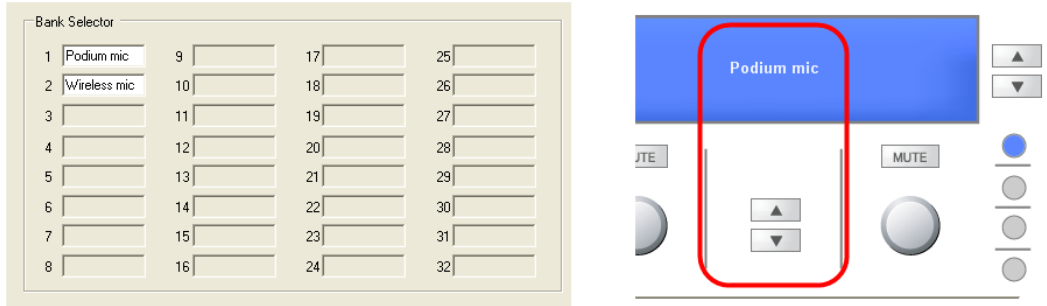 Bank Selector
1 Podium mic 9 17 25
2 Wireless mic 10 18 26
3 11 19 27
4 12 20 28
5 13 21 29
6 14 22 30
7 15 23 31
8 16 24 32
Podium mic
UTE
MUTE